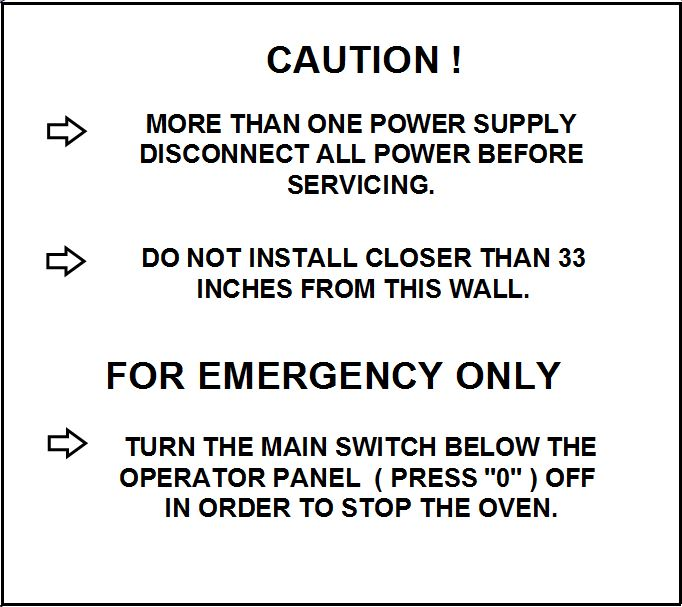 CAUTION !
MORE THAN ONE POWER SUPPLY
DISCONNECT ALL POWER BEFORE
SERVICING.
DO NOT INSTALL CLOSER THAN 33
INCHES FROM THIS WALL.
FOR EMERGENCY ONLY
TURN THE MAIN SWITCH BELOW THE
OPERATOR PANEL ( PRESS "0" ) OFF
IN ORDER TO STOP THE OVEN.